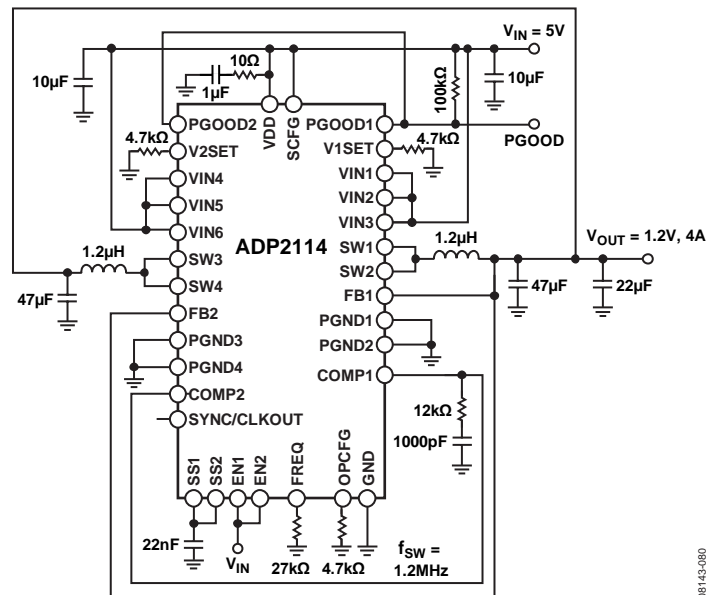 VIN = 5V
10µF
10Ω
1µF
100kΩ
10µF
PGOOD2
VDD
SCFG
PGOOD1
PGOOD
4.7kΩ
V2SET
V1SET
4.7kΩ
VIN4
VIN1
VIN5
VIN2
VIN6
VIN3
ADP2114
VOUT = 1.2V, 4A
1.2µH
SW3
SW1
1.2µH
SW4
SW2
47µF
47µF
22µF
FB2
FB1
PGND3
PGND1
PGND4
PGND2
COMP2
COMP1
SYNC/CLKOUT
12kΩ
1000pF
SS1
SS2
EN1
EN2
FREQ
OPCFG
GND
22nF
VIN
27kΩ
4.7kΩ
fSW =
1.2MHz
08143-080